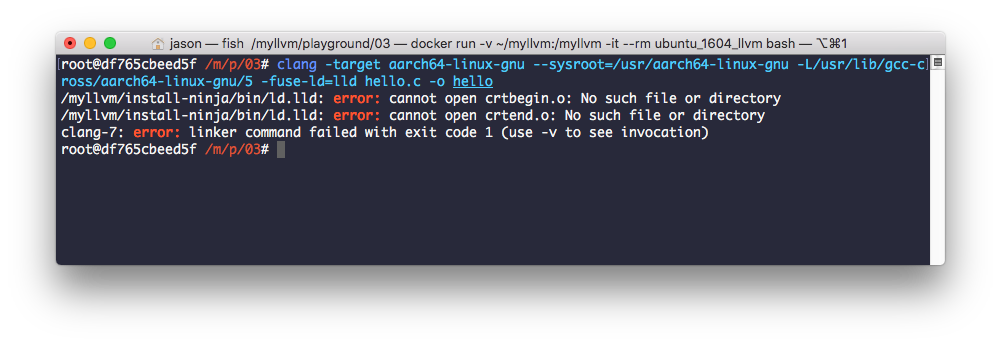 jason — fish /myllvm/playground/03 — docker run -v ~/myllvm:/myllvm -it --rm ubuntu_1604_llvm bash — ⌥⌘1
[root@df765cbeed5f /m/p/03# clang -target aarch64-linux-gnu --sysroot=/usr/aarch64-linux-gnu -L/usr/lib/gcc-c]
ross/aarch64-linux-gnu/5 -fuse-ld=lld hello.c -o hello
/myllvm/install-ninja/bin/ld.lld: error: cannot open crtbegin.o: No such file or directory
/myllvm/install-ninja/bin/ld.lld: error: cannot open crtend.o: No such file or directory
clang-7: error: linker command failed with exit code 1 (use -v to see invocation)
root@df765cbeed5f /m/p/03#